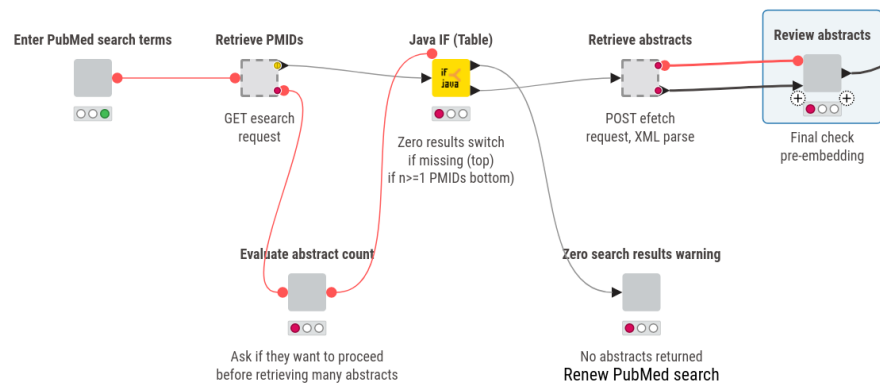 Enter PubMed search terms
Retrieve PMIDs
Java IF (Table)
Retrieve abstracts
Review abstracts
IF
java
GET esearch
request
Zero results switch
if missing (top)
if n>=1 PMIDs bottom)
POST efetch
request, XML parse
Final check
pre-embedding
Evaluate abstract count
Zero search results warning
Ask if they want to proceed
before retrieving many abstracts
No abstracts returned
Renew PubMed search